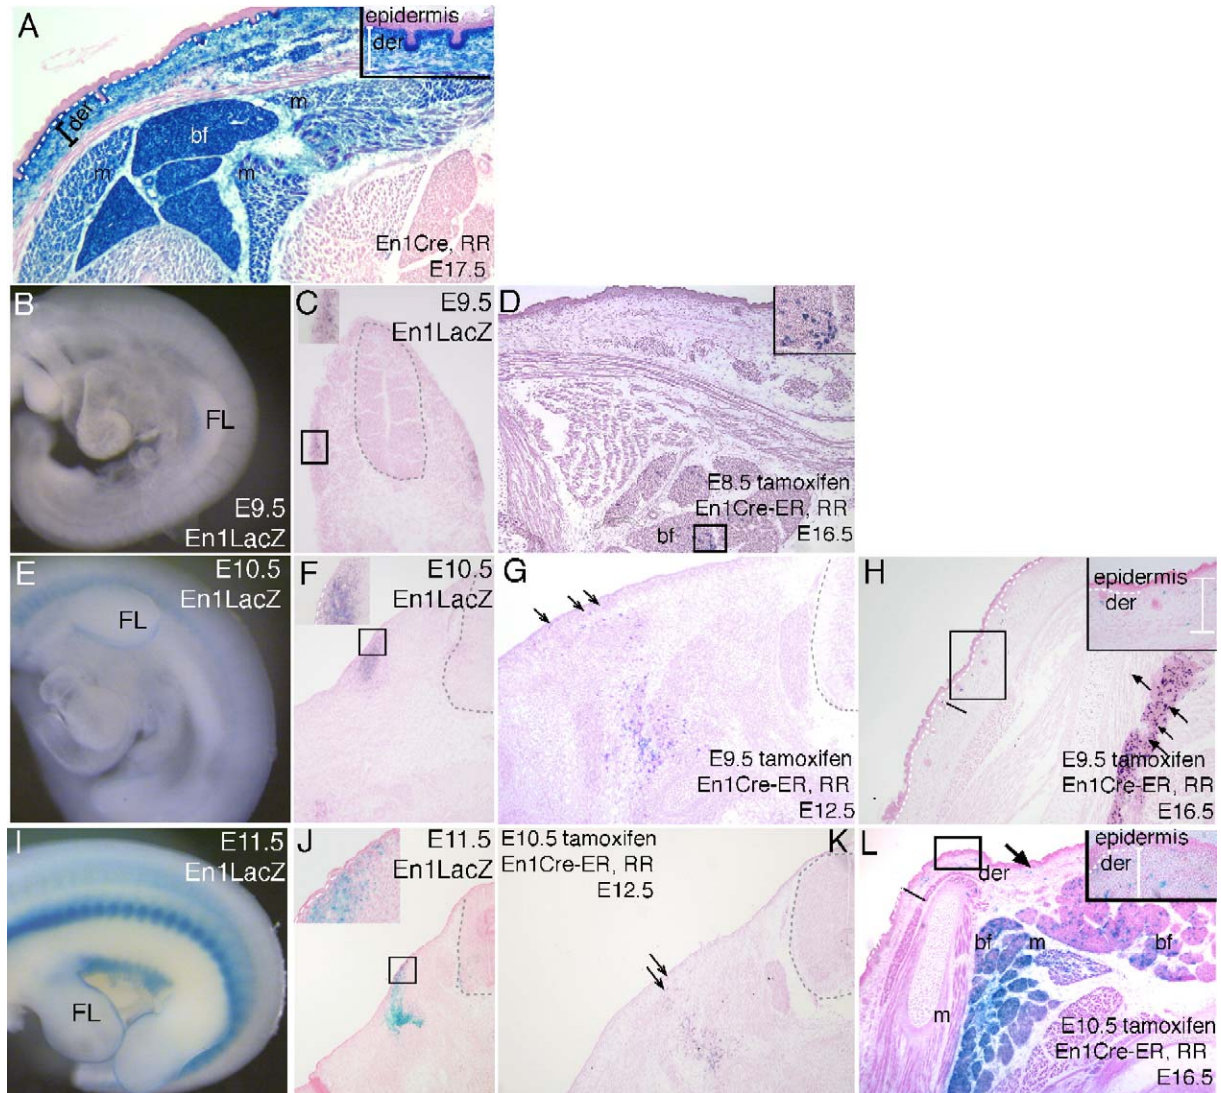 A
epidermis
der
der
m
bf
m
m
En1Cre, RR
E17.5
B
FL
E9.5
En1LacZ
C
E9.5
En1LacZ
D
E8.5 tamoxifen
En1Cre-ER, RR
bf
E16.5
E
E10.5
En1LacZ
FL
F
E10.5
En1LacZ
G
E9.5 tamoxifen
En1Cre-ER, RR
E12.5
H
epidermis
der
E9.5 tamoxifen
En1Cre-ER, RR
E16.5
I
E11.5
En1LacZ
FL
J
E11.5
En1LacZ
E10.5 tamoxifen
K
En1Cre-ER, RR
E12.5
L
epidermis
der
der
bf
m
bf
m
E10.5 tamoxifen
En1Cre-ER, RR
E16.5